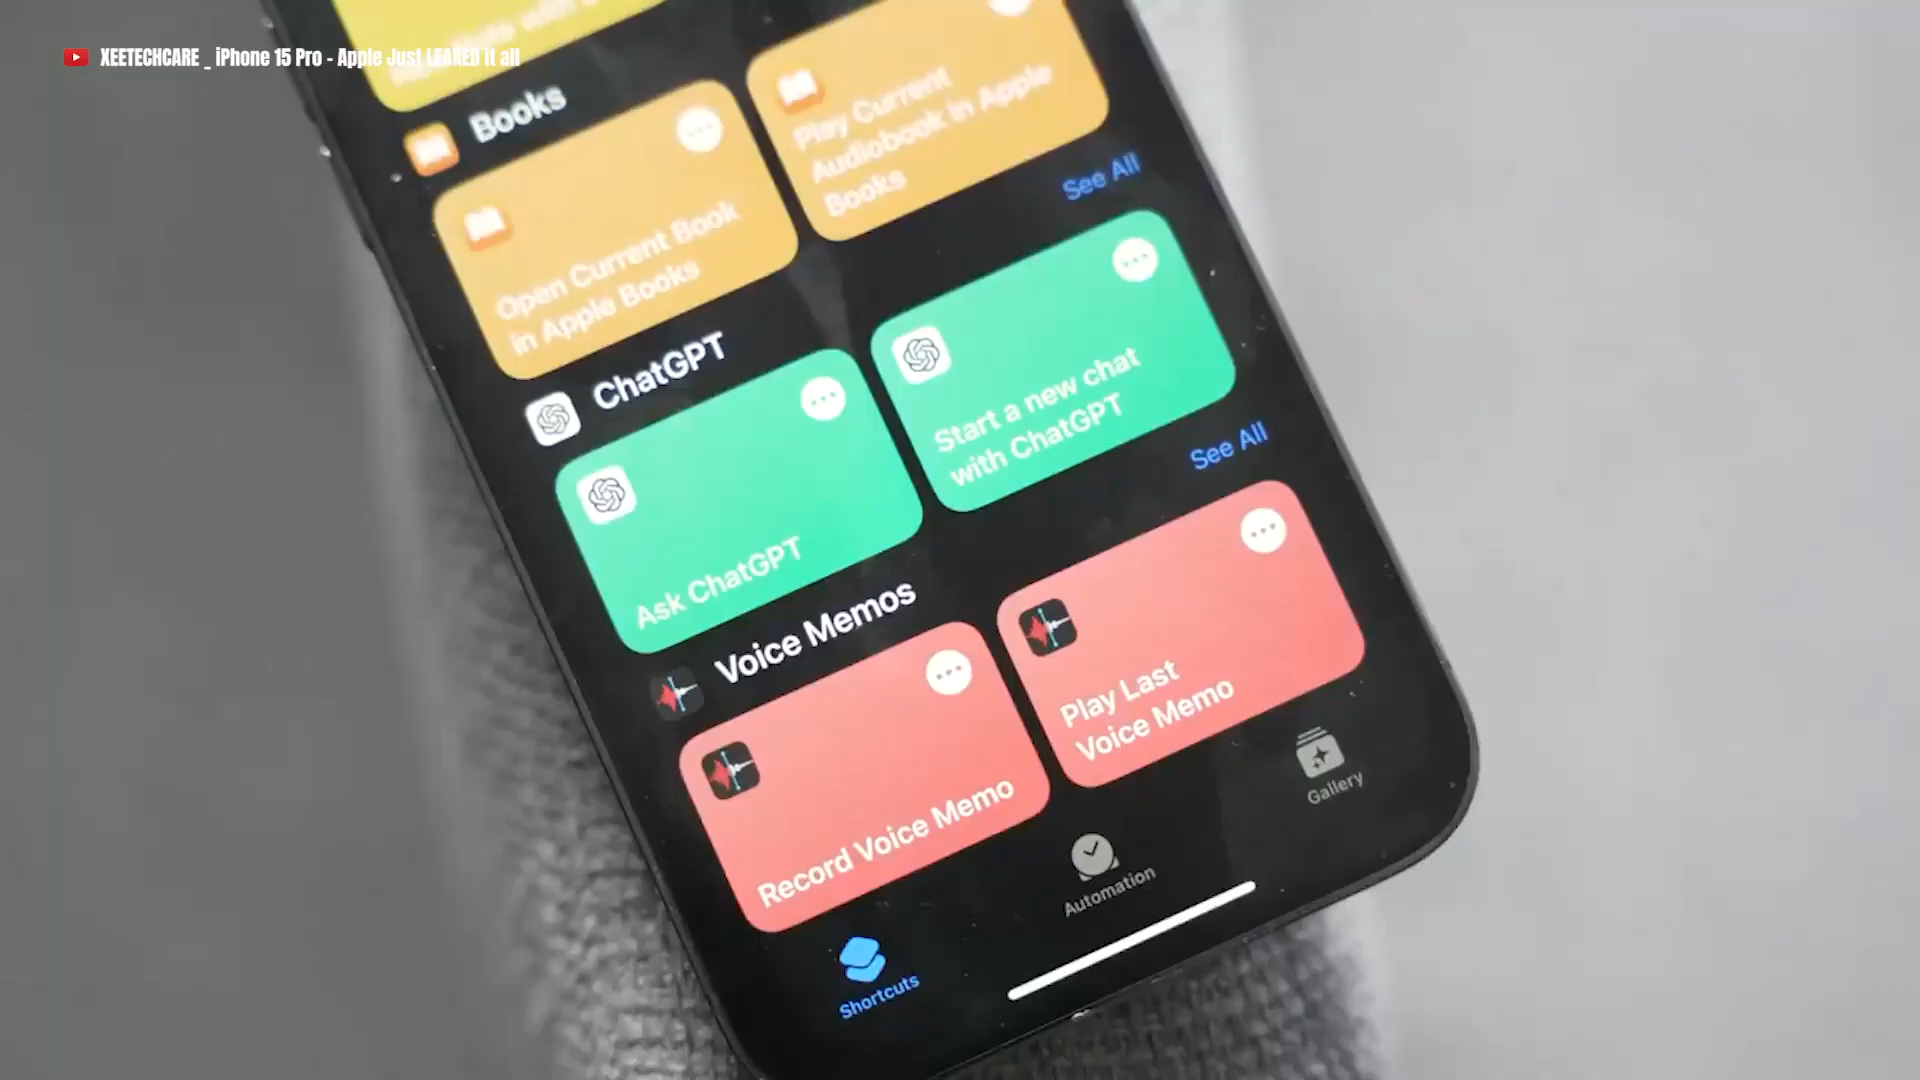 XEETECHCARE _ iPhone 15 Pro - Apple Just LEAKED it all
Books
Open Current Book
in Apple Books
Play Current
Audiobook in Apple
Books
See All
ChatGPT
Ask ChatGPT
Start a new chat
with ChatGPT
See All
Voice Memos
Record Voice Memo
Play Last
Voice Memo
Shortcuts
Automation
Gallery